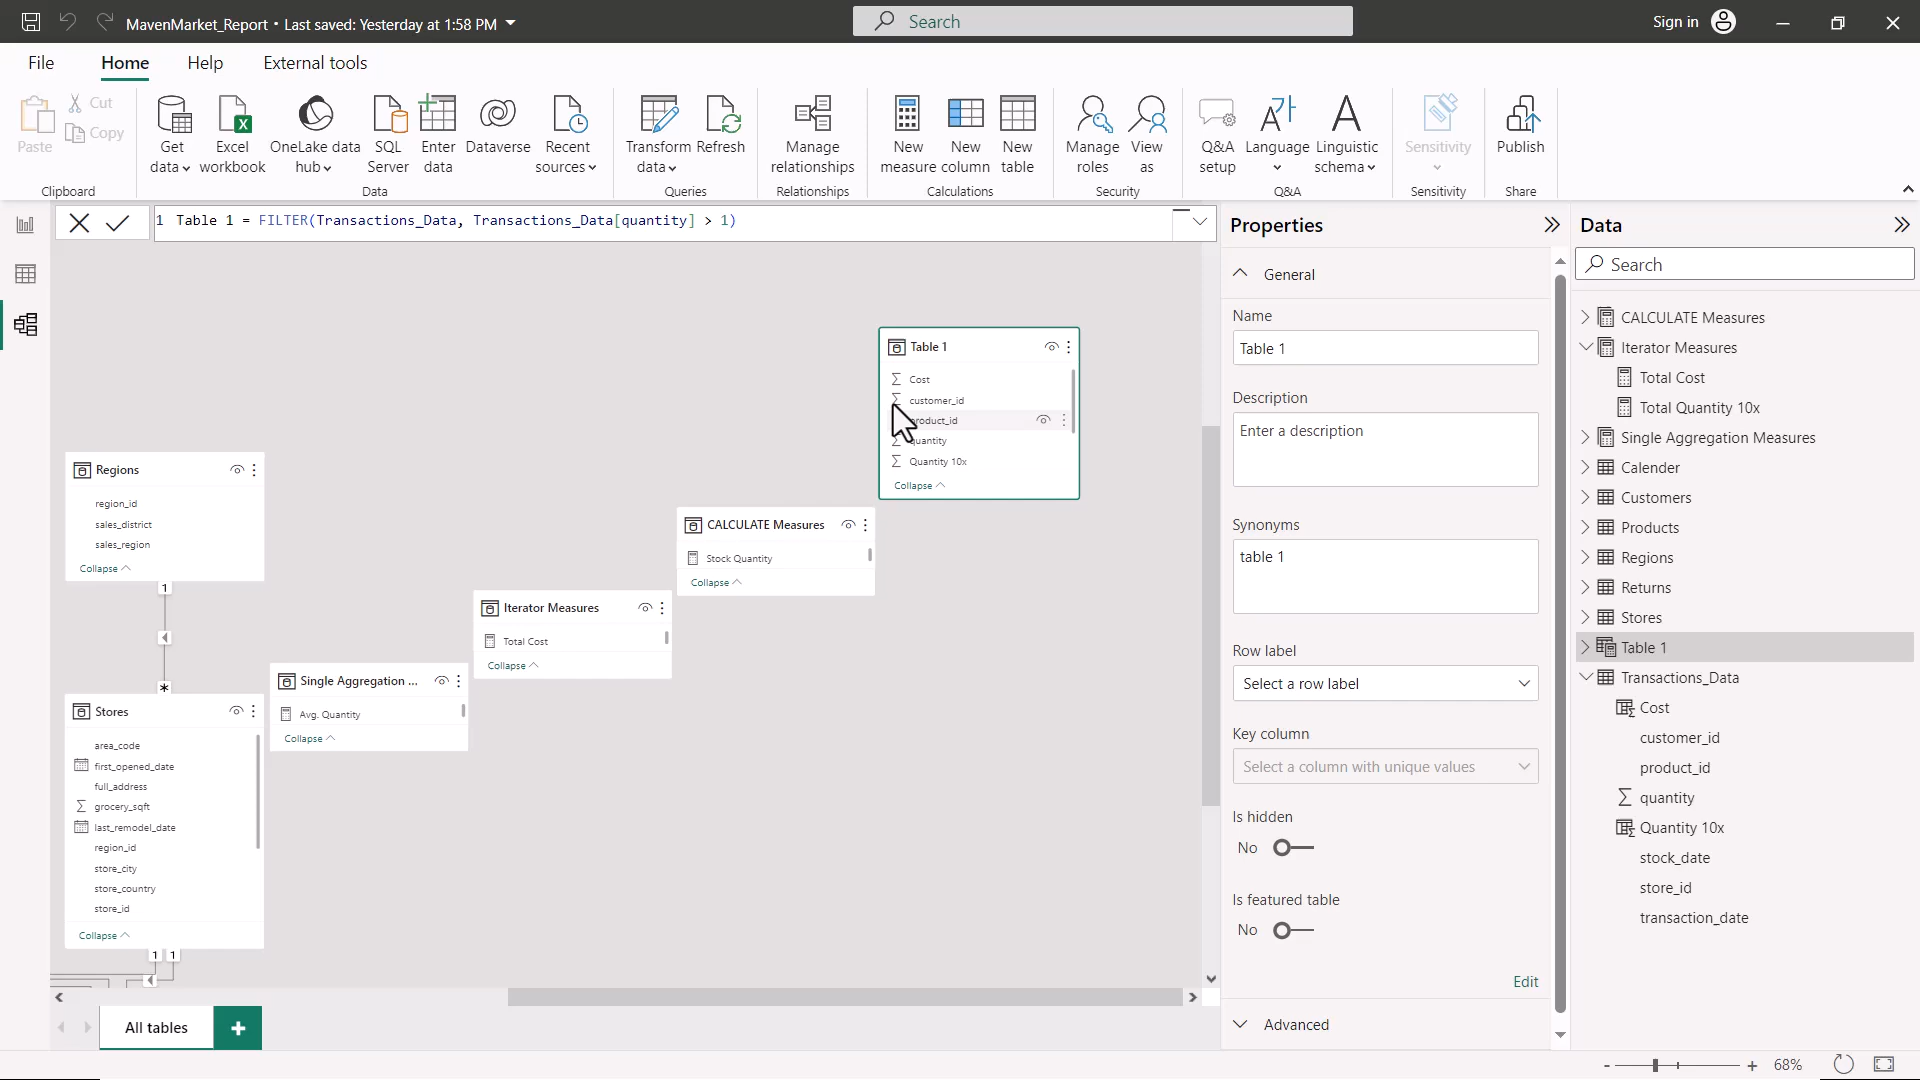 MavenMarket_Report • Last saved: Yesterday at 1:58 PM
Search
Sign in
File
Home
Help
External tools
Paste
Cut
Copy
Clipboard
Get data
Excel workbook
OneLake data hub
SQL Server
Enter data
Dataverse
Recent sources
Data
Transform data
Refresh
Queries
Manage relationships
Relationships
New measure
New column
New table
Calculations
Manage roles
View as
Security
Q&A setup
Language
Linguistic schema
Q&A
Sensitivity
Sensitivity
Publish
Share
1 Table 1 = FILTER(Transactions_Data, Transactions_Data[quantity] > 1)
Table 1
Cost
customer_id
product_id
quantity
Quantity 10x
Collapse
Regions
region_id
sales_district
sales_region
Collapse
1
*
CALCULATE Measures
Stock Quantity
Collapse
Iterator Measures
Total Cost
Collapse
Single Aggregation ...
Avg. Quantity
Collapse
Stores
area_code
first_opened_date
full_address
grocery_sqft
last_remodel_date
region_id
store_city
store_country
store_id
Collapse
1 1
All tables
+
Properties
General
Name
Table 1
Description
Enter a description
Synonyms
table 1
Row label
Select a row label
Key column
Select a column with unique values
Is hidden
No
Is featured table
No
Edit
Advanced
Data
Search
CALCULATE Measures
Iterator Measures
Total Cost
Total Quantity 10x
Single Aggregation Measures
Calender
Customers
Products
Regions
Returns
Stores
Table 1
Transactions_Data
Cost
customer_id
product_id
quantity
Quantity 10x
stock_date
store_id
transaction_date
- + 68%